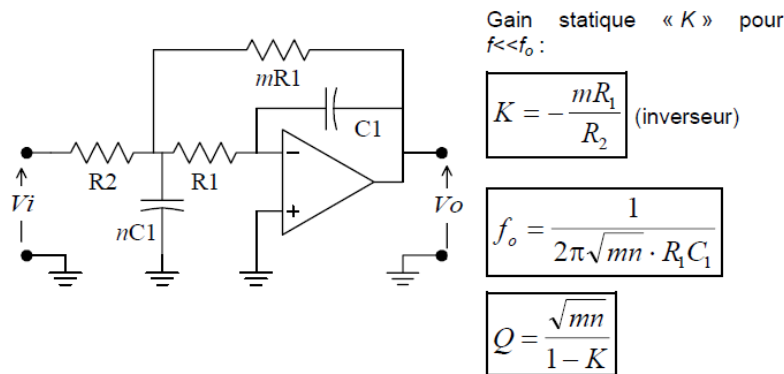 Gain statique « K » pour
f<<fₒ :
mR1
C1
K = − mR₁ / R₂ (inverseur)
R2
R1
−
+
Vi
nC1
Vo
fₒ = 1 / 2π√mn · R₁C₁
Q = √mn / 1 − K